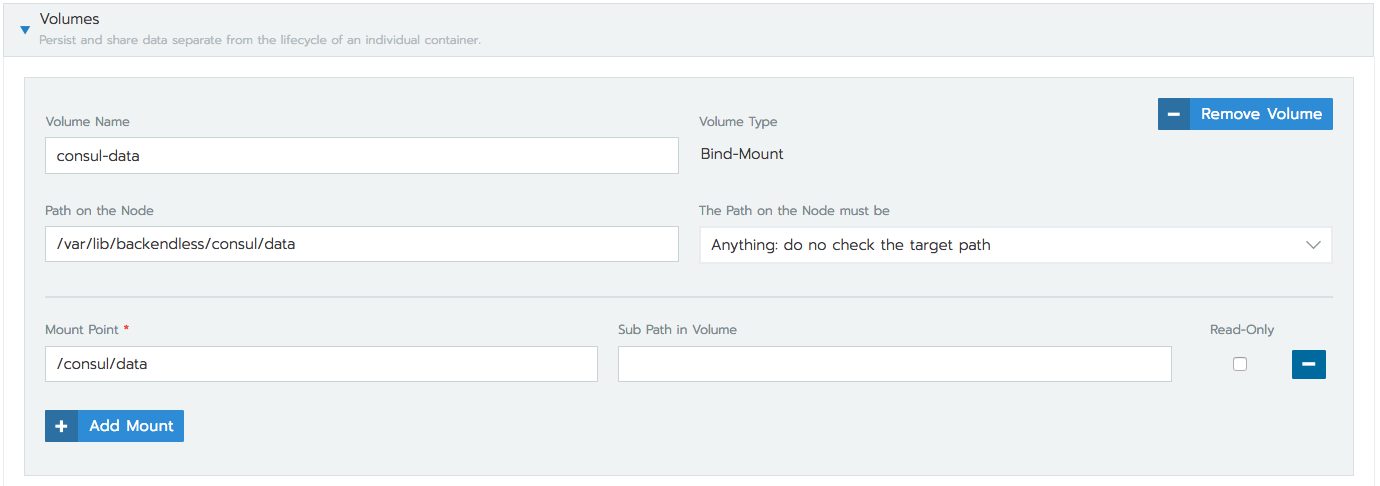 Volumes
Persist and share data separate from the lifecycle of an individual container.
Remove Volume
Volume Name
Volume Type
consul-data
Bind-Mount
Path on the Node
The Path on the Node must be
/var/lib/backendless/consul/data
Anything: do no check the target path
Mount Point *
Sub Path in Volume
Read-Only
/consul/data
Add Mount